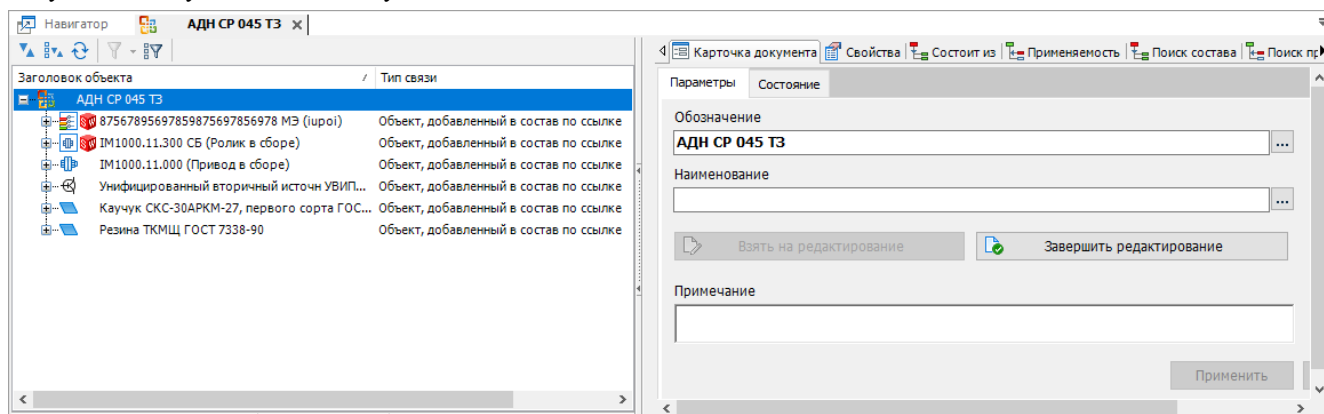 Навигатор АДН СР 045 ТЗ
Карточка документа Свойства Состоит из Применяемость Поиск состава Поиск пр
Заголовок объекта / Тип связи
АДН СР 045 ТЗ
87567895697859875697856978 МЭ (iupoi) Объект, добавленный в состав по ссылке
IM1000.11.300 СБ (Ролик в сборе) Объект, добавленный в состав по ссылке
IM1000.11.000 (Привод в сборе) Объект, добавленный в состав по ссылке
Унифицированный вторичный источн УВИП... Объект, добавленный в состав по ссылке
Каучук СКС-30АРКМ-27, первого сорта ГОС... Объект, добавленный в состав по ссылке
Резина ТКМЩ ГОСТ 7338-90 Объект, добавленный в состав по ссылке
Параметры Состояние
Обозначение
АДН СР 045 ТЗ ...
Наименование
...
Взять на редактирование Завершить редактирование
Примечание
Применить